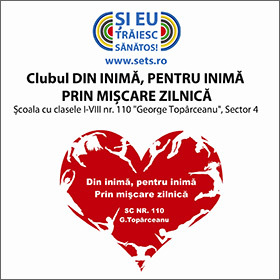 ȘI EU
TRĂIESC
SĂNĂTOS!
www.sets.ro
Clubul DIN INIMĂ, PENTRU INIMĂ
PRIN MIȘCARE ZILNICĂ
Școala cu clasele I-VIII nr. 110 "George Topârceanu", Sector 4
Din inimă, pentru inimă
Prin mișcare zilnică
SC NR. 110
G.Topârceanu